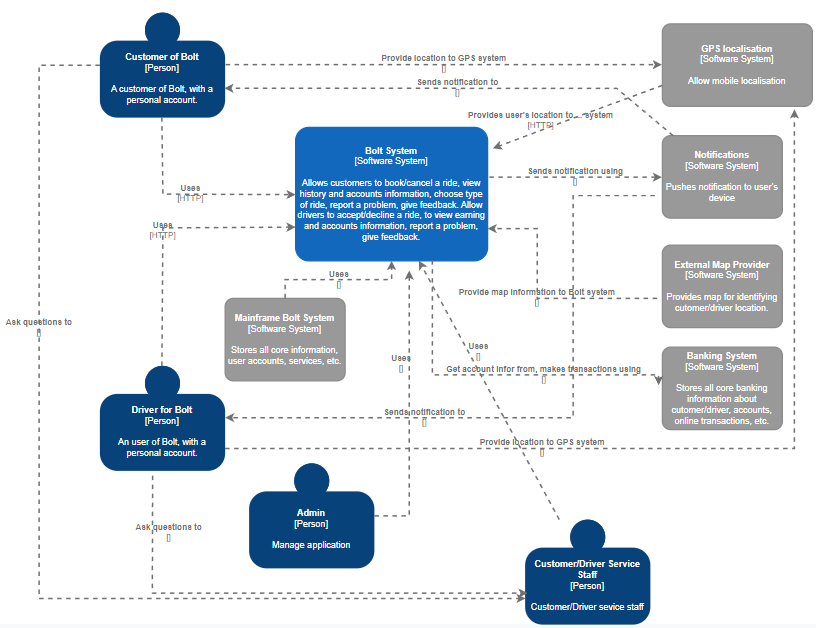 Customer of Bolt
[Person]
A customer of Bolt, with a
personal account.
Provide location to GPS system
[]
Sends notification to
[]
GPS localisation
[Software System]
Allow mobile localisation
Provides user's location to ... system
[HTTP]
Bolt System
[Software System]
Allows customers to book/cancel a ride, view
history and accounts information, choose type
of ride, report a problem, give feedback. Allow
drivers to accept/decline a ride, to view earning
and accounts information, report a problem,
give feedback.
Sends notification using
[]
Notifications
[Software System]
Pushes notification to user's
device
Uses
[HTTP]
Uses
[HTTP]
External Map Provider
[Software System]
Provides map for identifying
cutomer/driver location.
Provide map information to Bolt system
[]
Uses
[]
Mainframe Bolt System
[Software System]
Stores all core information,
user accounts, services, etc.
Ask questions to
[]
Uses
[]
Uses
[]
Get account infor from, makes transactions using
[]
Banking System
[Software System]
Stores all core banking
information about
cutomer/driver, accounts,
online transactions, etc.
Driver for Bolt
[Person]
An user of Bolt, with a
personal account.
Sends notification to
[]
Provide location to GPS system
[]
Admin
[Person]
Manage application
Ask questions to
[]
Customer/Driver Service
Staff
[Person]
Customer/Driver sevice staff